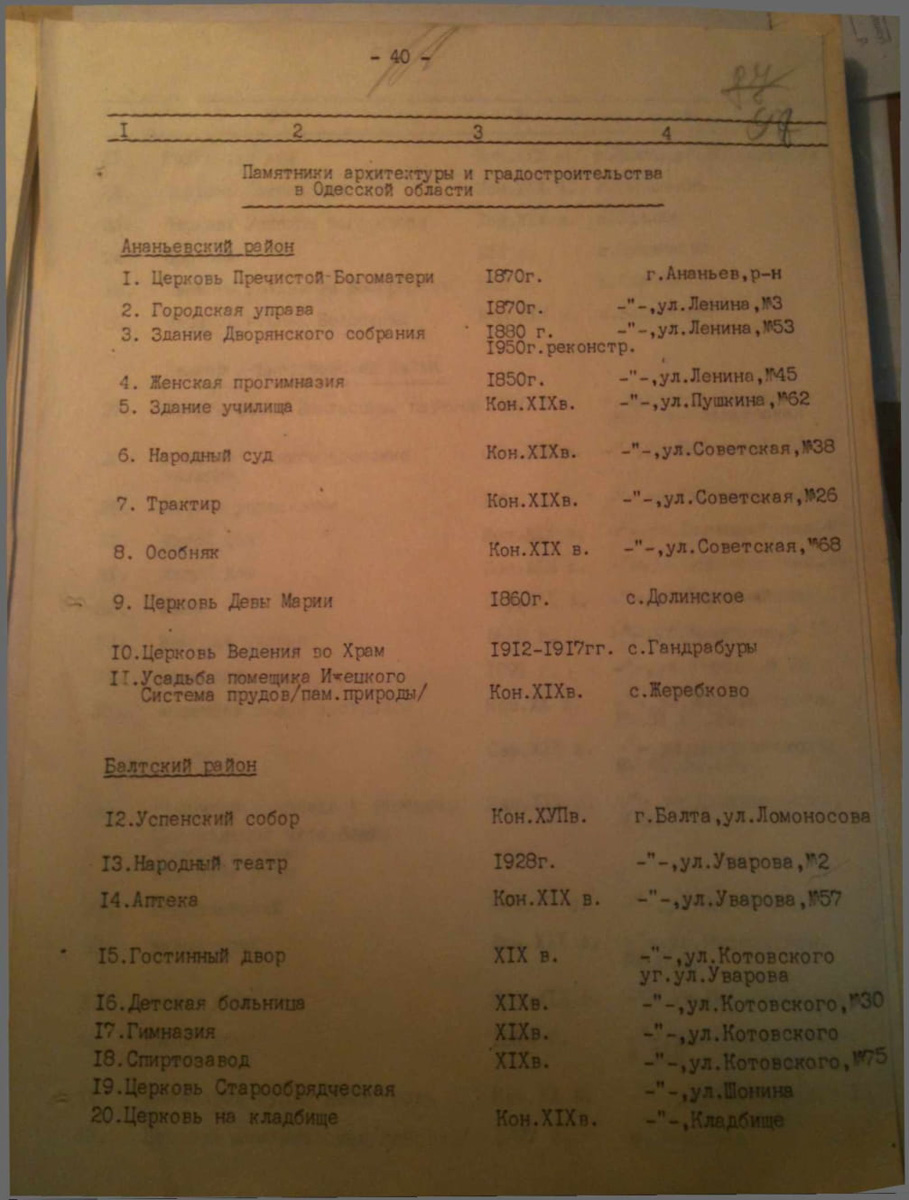 - 40 -
I 2 3 4
Памятники архитектуры и градостроительства
в Одесской области
Ананьевский район
I. Церковь Пречистой Богоматери I870г. г.Ананьев,р-н
2. Городская управа I870г. -"-,ул.Ленина,№3
3. Здание Дворянского собрания I880 г. -"-,ул.Ленина,№53
I950г.реконстр.
4. Женская прогимназия I850г. -"-,ул.Ленина,№45
5. Здание училища Кон.XIXв. -"-,ул.Пушкина,№62
6. Народный суд Кон.XIXв. -"-,ул.Советская,№38
7. Трактир Кон.XIXв. -"-,ул.Советская,№26
8. Особняк Кон.XIX в. -"-,ул.Советская,№68
9. Церковь Девы Марии I860г. с.Долинское
I0.Церковь Ведения во Храм I9I2-I9I7гг. с.Гандрабуры
II.Усадьба помещика
Система прудов/пам.природы/ Кон.XIXв. с.Жеребково
Балтский район
I2.Успенский собор Кон.ХУПв. г.Балта,ул.Ломоносова
I3.Народный театр I928г. -"-,ул.Уварова,№2
I4.Аптека Кон.XIX в. -"-,ул.Уварова,№57
I5.Гостинный двор XIX в. -"-,ул.Котовского
уг.ул.Уварова
I6.Детская больница XIXв. -"-,ул.Котовского,№30
I7.Гимназия XIXв. -"-,ул.Котовского
I8.Спиртозавод XIXв. -"-,ул.Котовского,№75
I9.Церковь Старообрядческая -"-,ул.Шонина
20.Церковь на кладбище Кон.XIXв. -"-,Кладбище